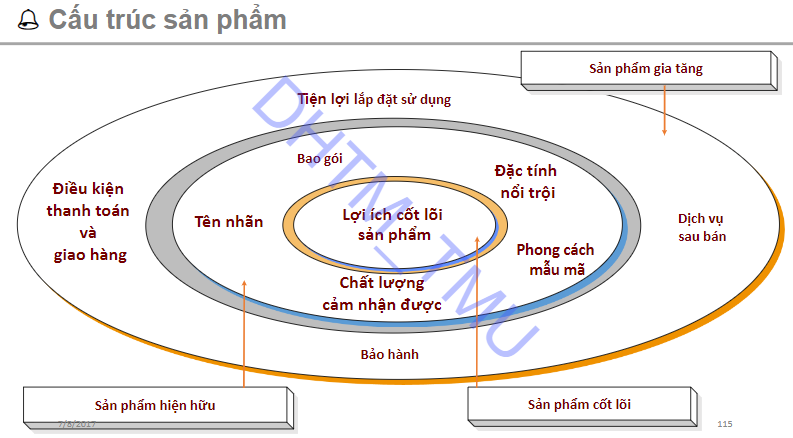 Cấu trúc sản phẩm
Sản phẩm gia tăng
Tiện lợi lắp đặt sử dụng
Bao gói
Đặc tính
nổi trội
Điều kiện
thanh toán
và
giao hàng
Tên nhãn
Lợi ích cốt lõi
sản phẩm
Dịch vụ
sau bán
Phong cách
mẫu mã
Chất lượng
cảm nhận được
Bảo hành
Sản phẩm hiện hữu
Sản phẩm cốt lõi
7/8/2017
115
DHTM_TMU